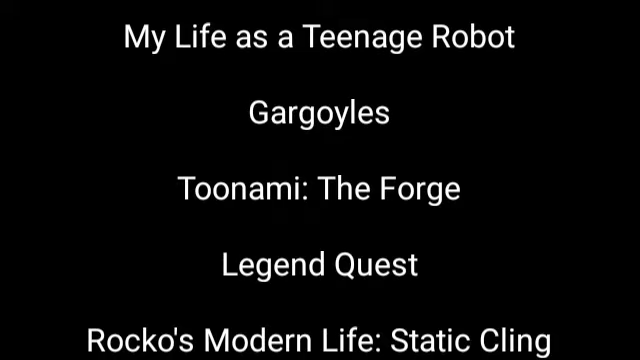 My Life as a Teenage Robot
Gargoyles
Toonami: The Forge
Legend Quest
Rocko's Modern Life: Static Cling